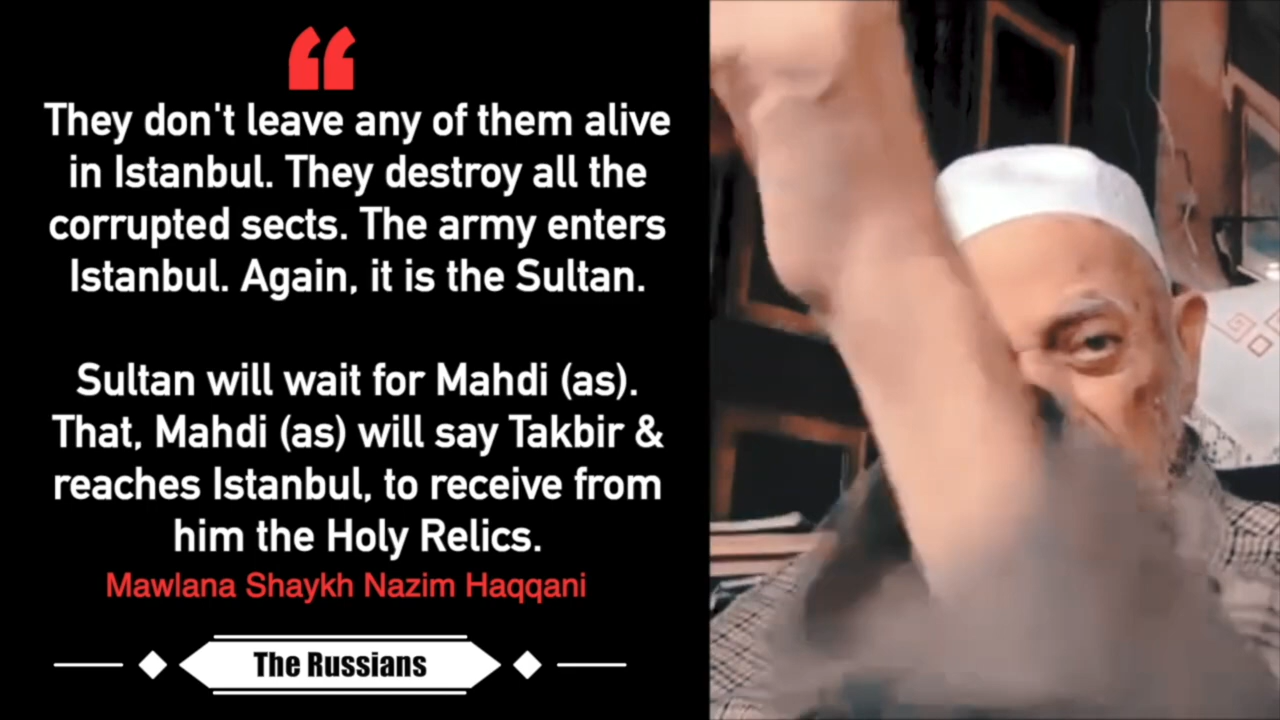 They don't leave any of them alive
in Istanbul. They destroy all the
corrupted sects. The army enters
Istanbul. Again, it is the Sultan.
Sultan will wait for Mahdi (as).
That, Mahdi (as) will say Takbir &
reaches Istanbul, to receive from
him the Holy Relics.
Mawlana Shaykh Nazim Haqqani
The Russians